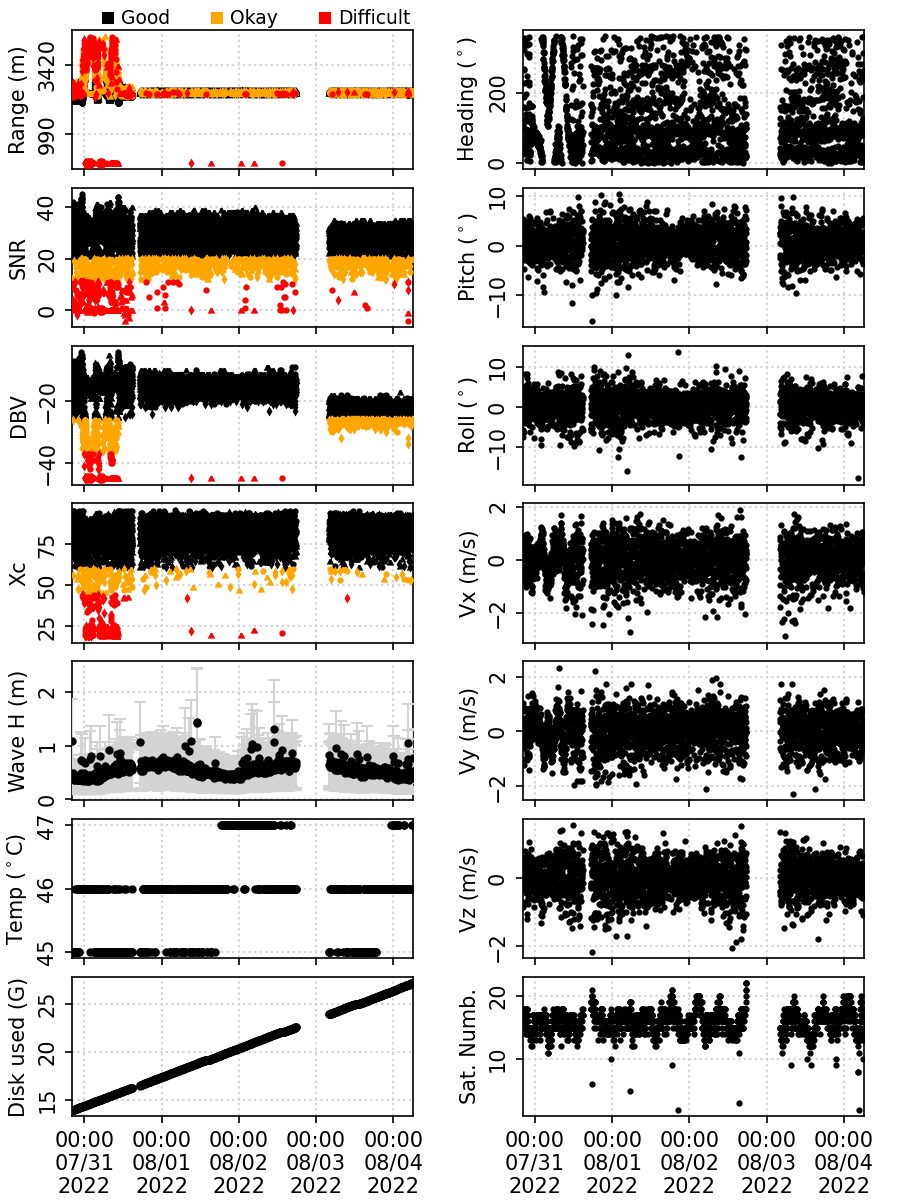 Good Okay Difficult
Range (m)
3420
990
Heading (°)
200
0
SNR
40
20
0
Pitch (°)
10
0
−10
DBV
−20
−40
Roll (°)
10
0
−10
Xc
75
50
25
Vx (m/s)
2
0
−2
Wave H (m)
2
1
0
Vy (m/s)
2
0
−2
Temp (°C)
47
46
45
Vz (m/s)
0
−2
Disk used (G)
25
20
15
Sat. Numb.
20
10
00:00 00:00 00:00 00:00 00:00
07/31 08/01 08/02 08/03 08/04
2022 2022 2022 2022 2022
00:00 00:00 00:00 00:00 00:00
07/31 08/01 08/02 08/03 08/04
2022 2022 2022 2022 2022